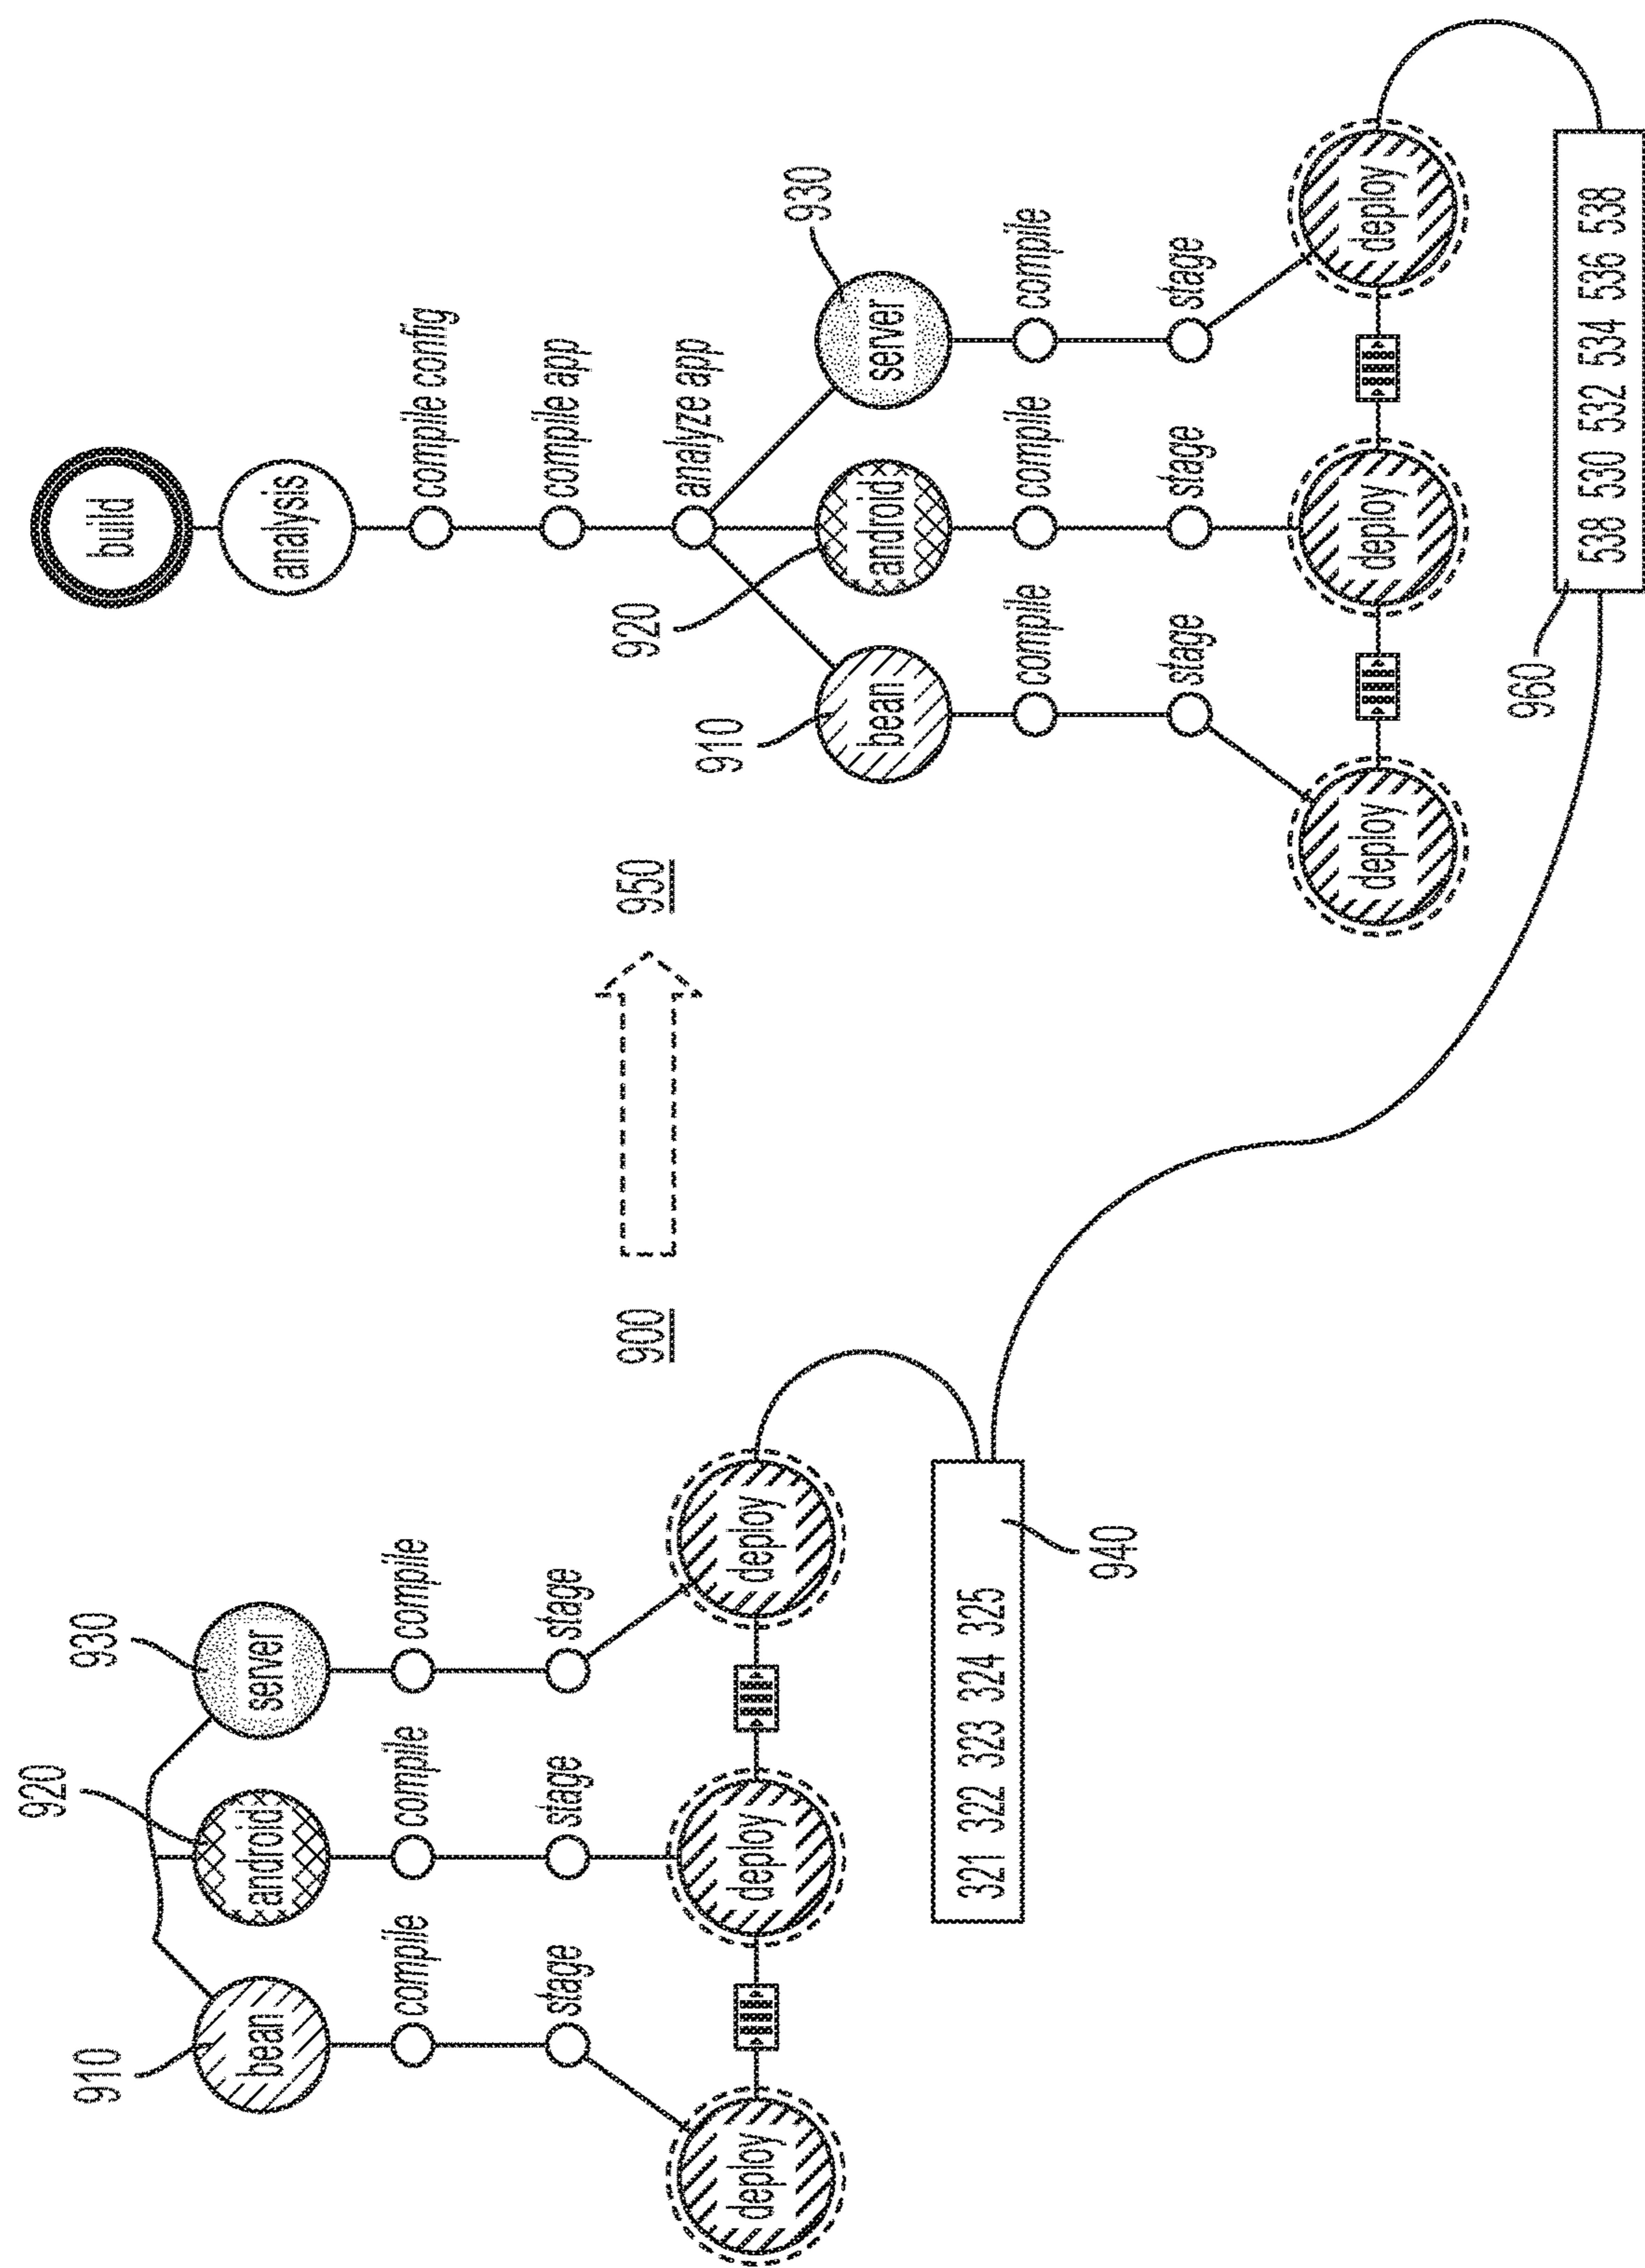 build
analysis
compile config
compile app
analyze app
910
920
930
bean
android
server
compile
compile
compile
stage
stage
stage
deploy
deploy
deploy
960
538 530 532 534 536 538
900
950
910
920
930
bean
android
server
compile
compile
compile
stage
stage
stage
deploy
deploy
deploy
321 322 323 324 325
940